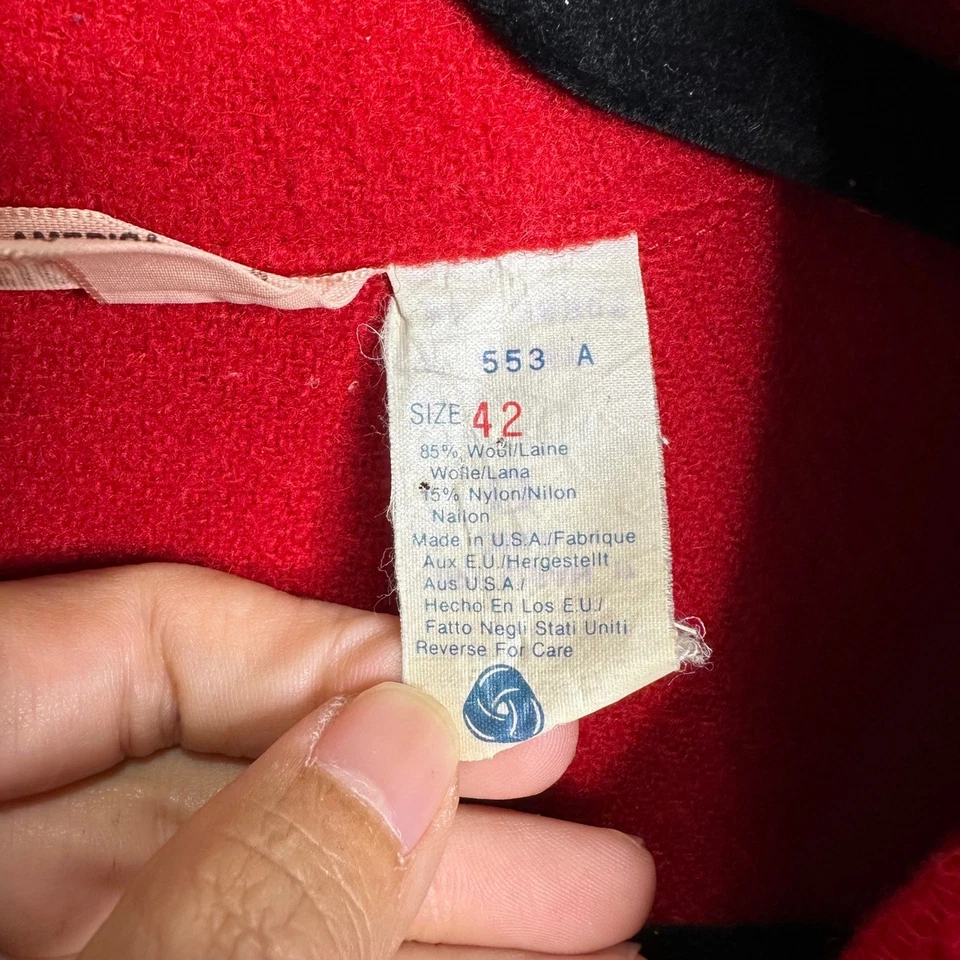 AMERICA
553 A
SIZE 42
85% Wool/Laine
Wolle/Lana
15% Nylon/Nilon
Nailon
Made in U.S.A./Fabrique
Aux E.U./Hergestellt
Aus U.S.A./
Hecho En Los E.U./
Fatto Negli Stati Uniti
Reverse For Care